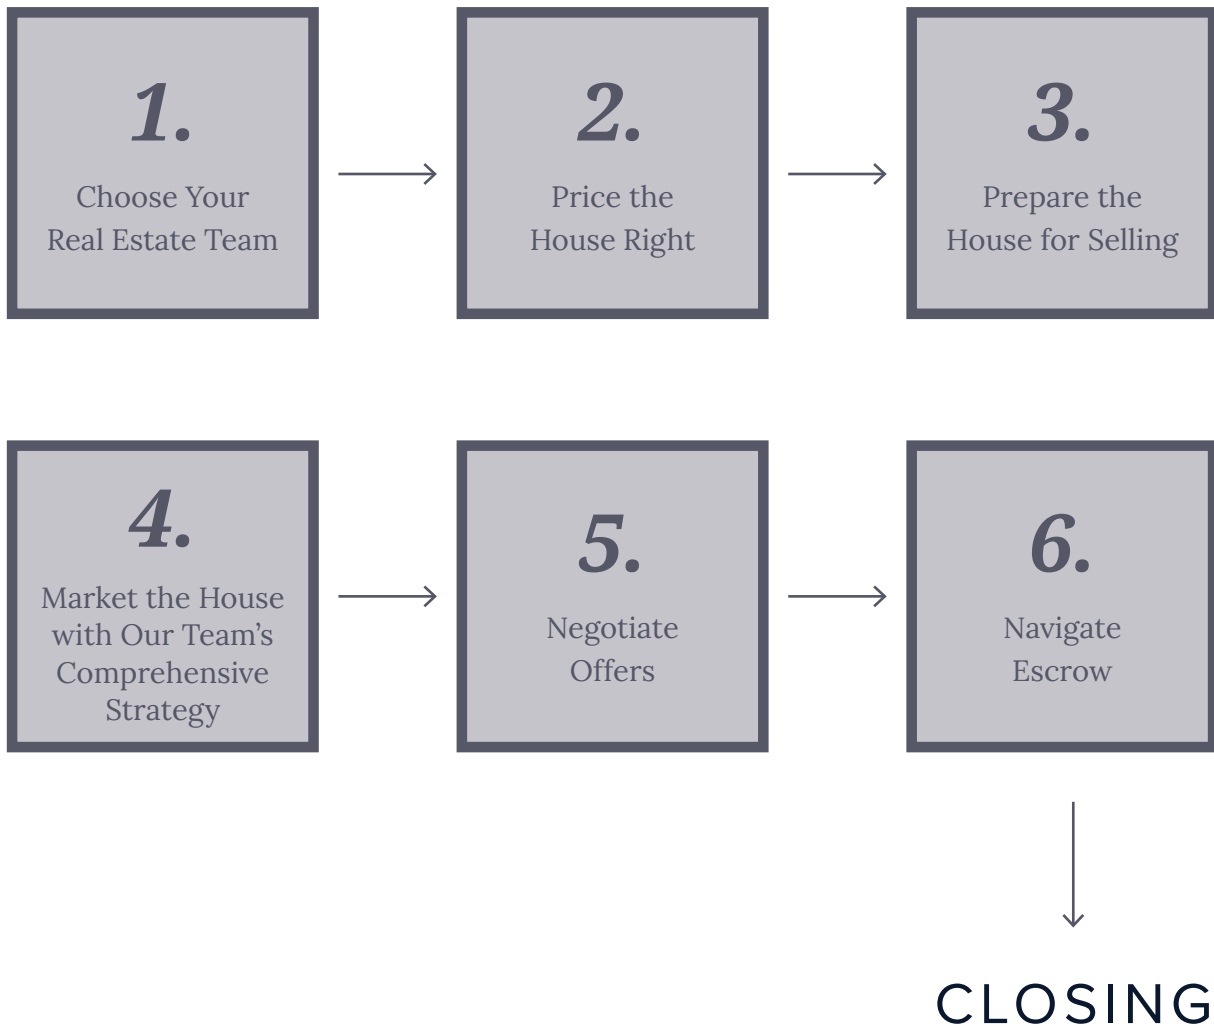 1.
Choose Your
Real Estate Team
2.
Price the
House Right
3.
Prepare the
House for Selling
4.
Market the House
with Our Team’s
Comprehensive
Strategy
5.
Negotiate
Offers
6.
Navigate
Escrow
CLOSING